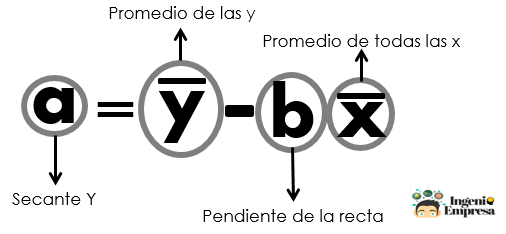 Promedio de las y
Promedio de todas las x
a = y̅ - b x̅
Secante Y
Pendiente de la recta
Ingenio
Empresa